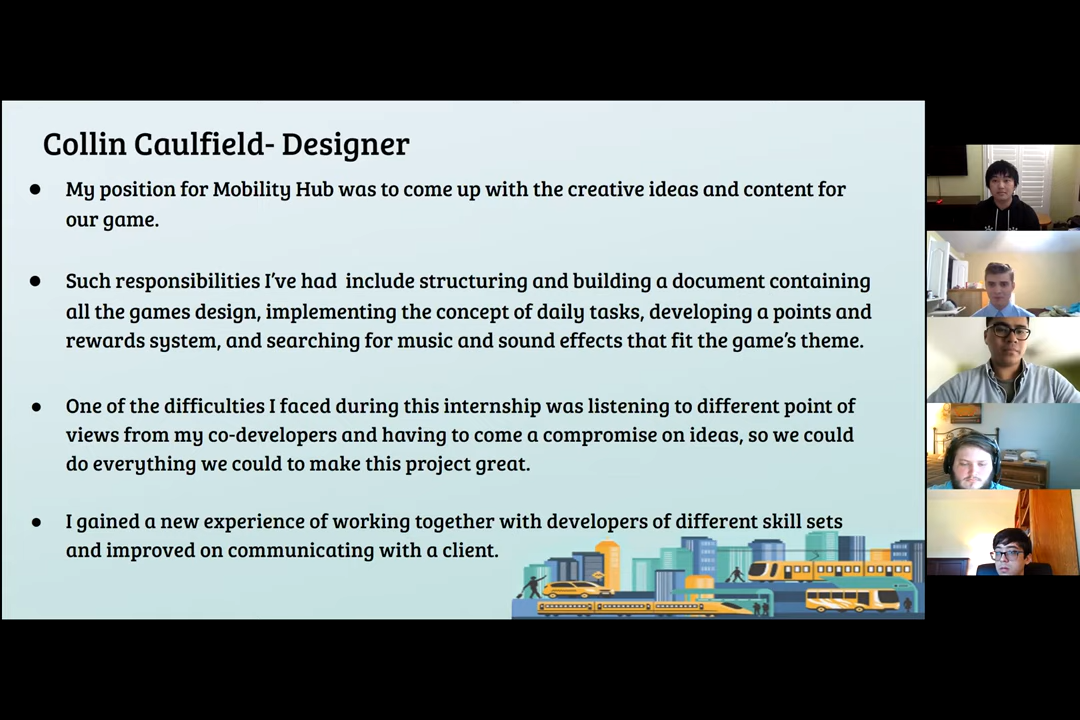 Collin Caulfield- Designer
● My position for Mobility Hub was to come up with the creative ideas and content for
our game.
● Such responsibilities I've had  include structuring and building a document containing
all the games design, implementing the concept of daily tasks, developing a points and
rewards system, and searching for music and sound effects that fit the game's theme.
● One of the difficulties I faced during this internship was listening to different point of
views from my co-developers and having to come a compromise on ideas, so we could
do everything we could to make this project great.
● I gained a new experience of working together with developers of different skill sets
and improved on communicating with a client.